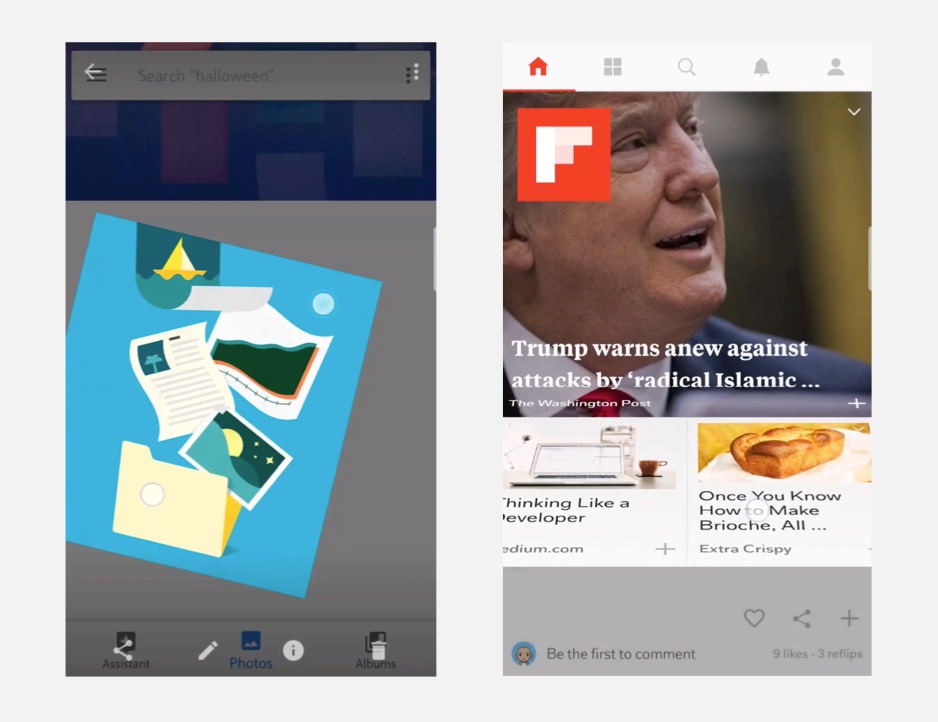 Search "halloween"
Assistant
Photos
Albums
Trump warns anew against
attacks by ‘radical Islamic ...
The Washington Post
Thinking Like a
Developer
edium.com
Once You Know
How to Make
Brioche, All ...
Extra Crispy
Be the first to comment
9 likes - 3 reflips